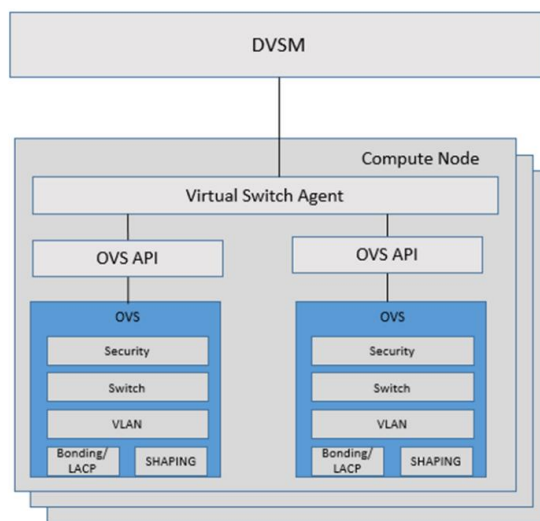 DVSM
Compute Node
Virtual Switch Agent
OVS API
OVS API
OVS
Security
Switch
VLAN
Bonding/
LACP
SHAPING
OVS
Security
Switch
VLAN
Bonding/
LACP
SHAPING